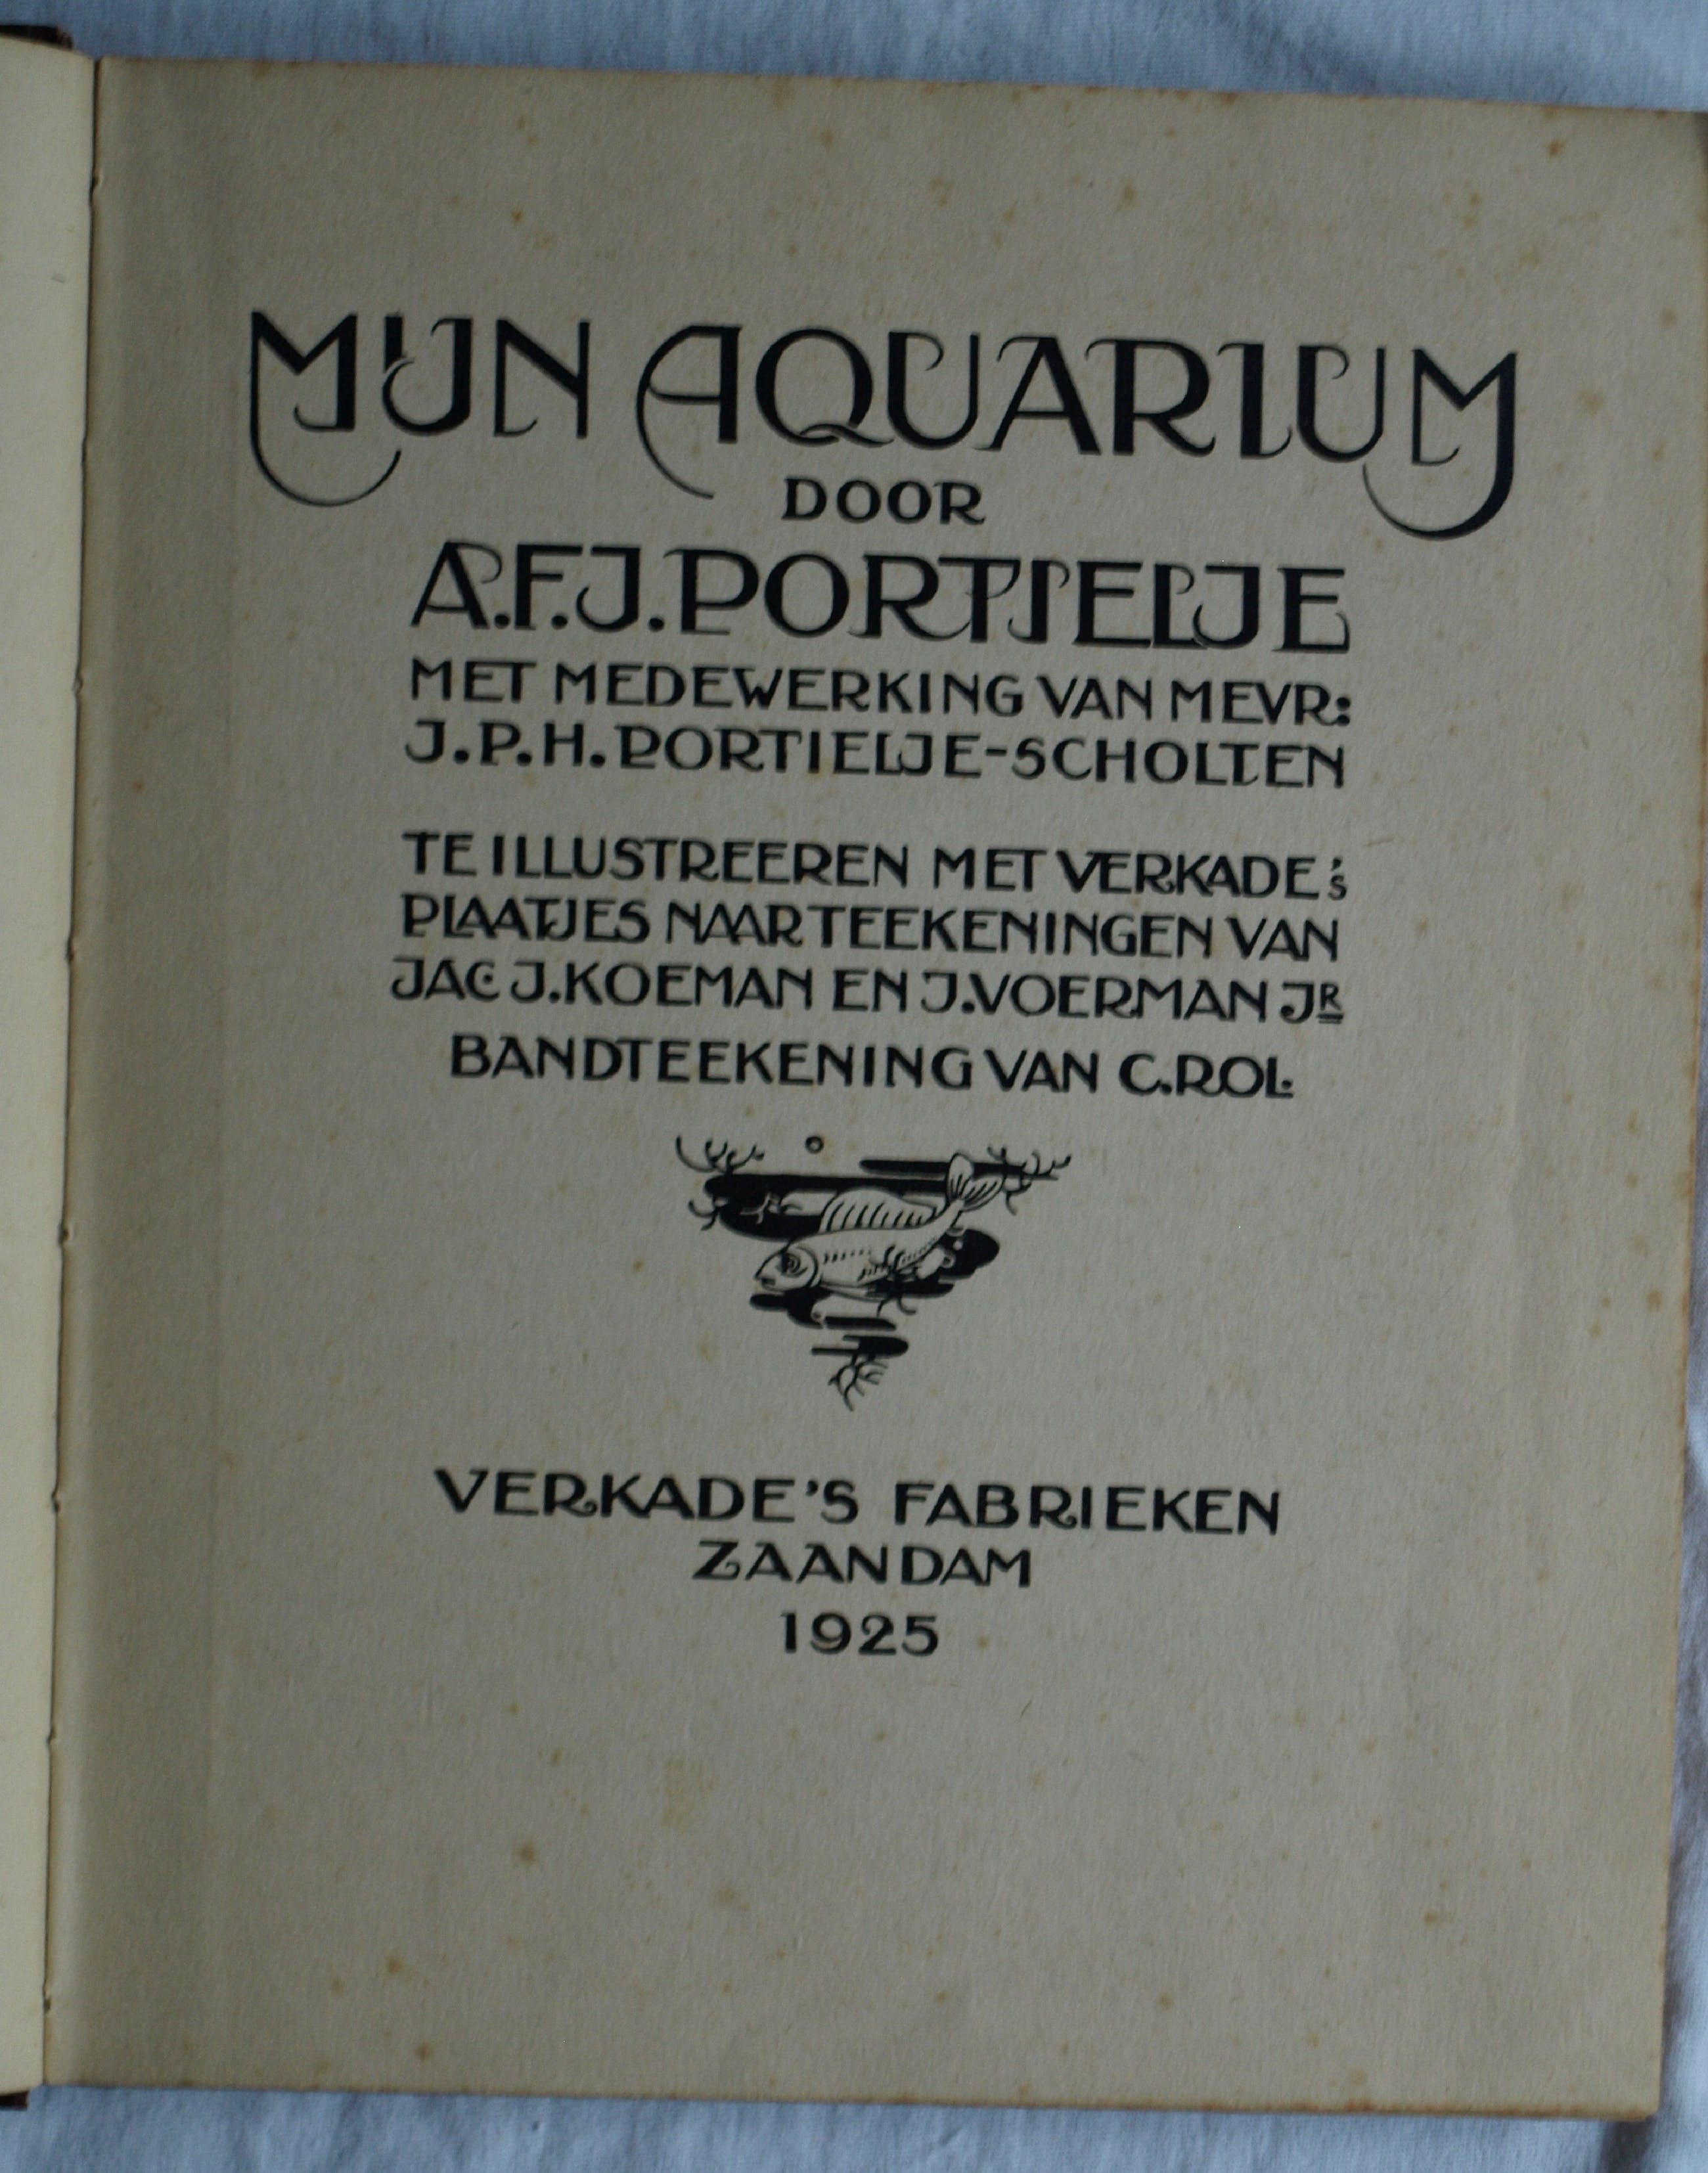 MIJN AQUARIUM
DOOR
A.F.J. PORTIELJE
MET MEDEWERKING VAN MEVR:
J.P.H. PORTIELJE-SCHOLTEN
TE ILLUSTREEREN MET VERKADE'S
PLAATJES NAAR TEEKENINGEN VAN
JAC. J. KOEMAN EN J. VOERMAN JR
BANDTEEKENING VAN C. ROL.
VERKADE'S FABRIEKEN
ZAANDAM
1925